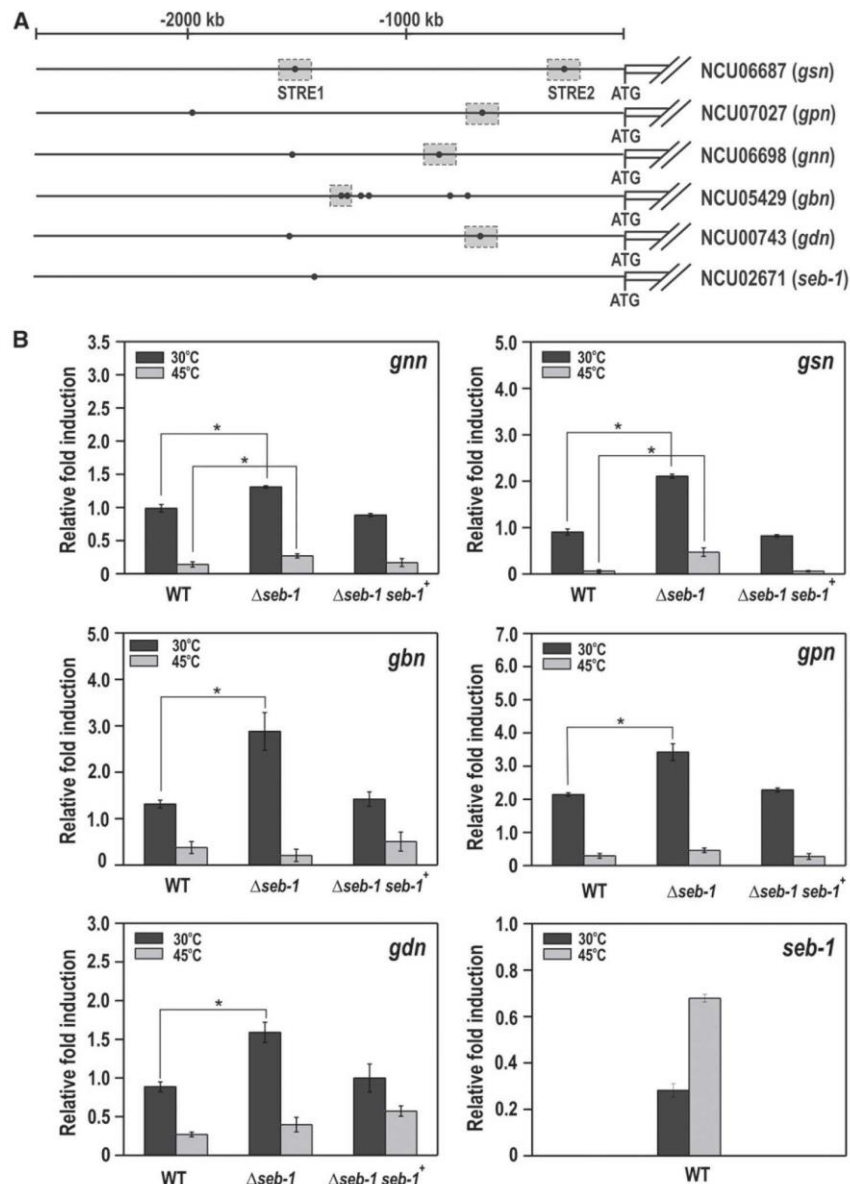 A
-2000 kb -1000 kb
NCU06687 (gsn)
STRE1 STRE2 ATG
NCU07027 (gpn)
ATG
NCU06698 (gnn)
ATG
NCU05429 (gbn)
ATG
NCU00743 (gdn)
ATG
NCU02671 (seb-1)
ATG
B
gnn
30°C
45°C
Relative fold induction
3.5
3.0
2.5
2.0
1.5
1.0
0.5
0
*
*
WT Δseb-1 Δseb-1 seb-1+
gsn
30°C
45°C
Relative fold induction
5.0
4.0
3.0
2.0
1.0
0
*
*
WT Δseb-1 Δseb-1 seb-1+
gbn
30°C
45°C
Relative fold induction
5.0
4.0
3.0
2.0
1.0
0
*
WT Δseb-1 Δseb-1 seb-1+
gpn
30°C
45°C
Relative fold induction
7.0
6.0
5.0
4.0
3.0
2.0
1.0
0
*
WT Δseb-1 Δseb-1 seb-1+
gdn
30°C
45°C
Relative fold induction
3.0
2.5
2.0
1.5
1.0
0.5
0
*
WT Δseb-1 Δseb-1 seb-1+
seb-1
30°C
45°C
Relative fold induction
1.0
0.8
0.6
0.4
0.2
0
WT